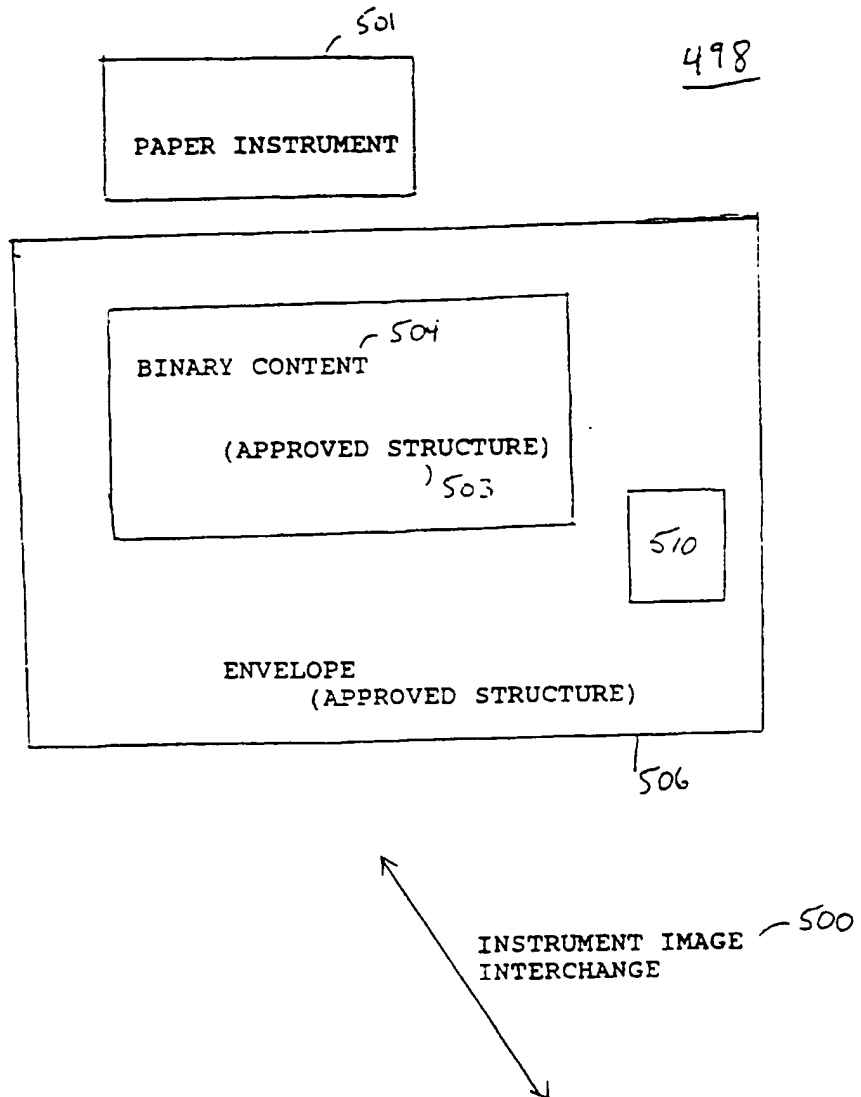 501
498
PAPER INSTRUMENT
504
BINARY CONTENT
(APPROVED STRUCTURE)
503
510
ENVELOPE
(APPROVED STRUCTURE)
506
500
INSTRUMENT IMAGE
INTERCHANGE